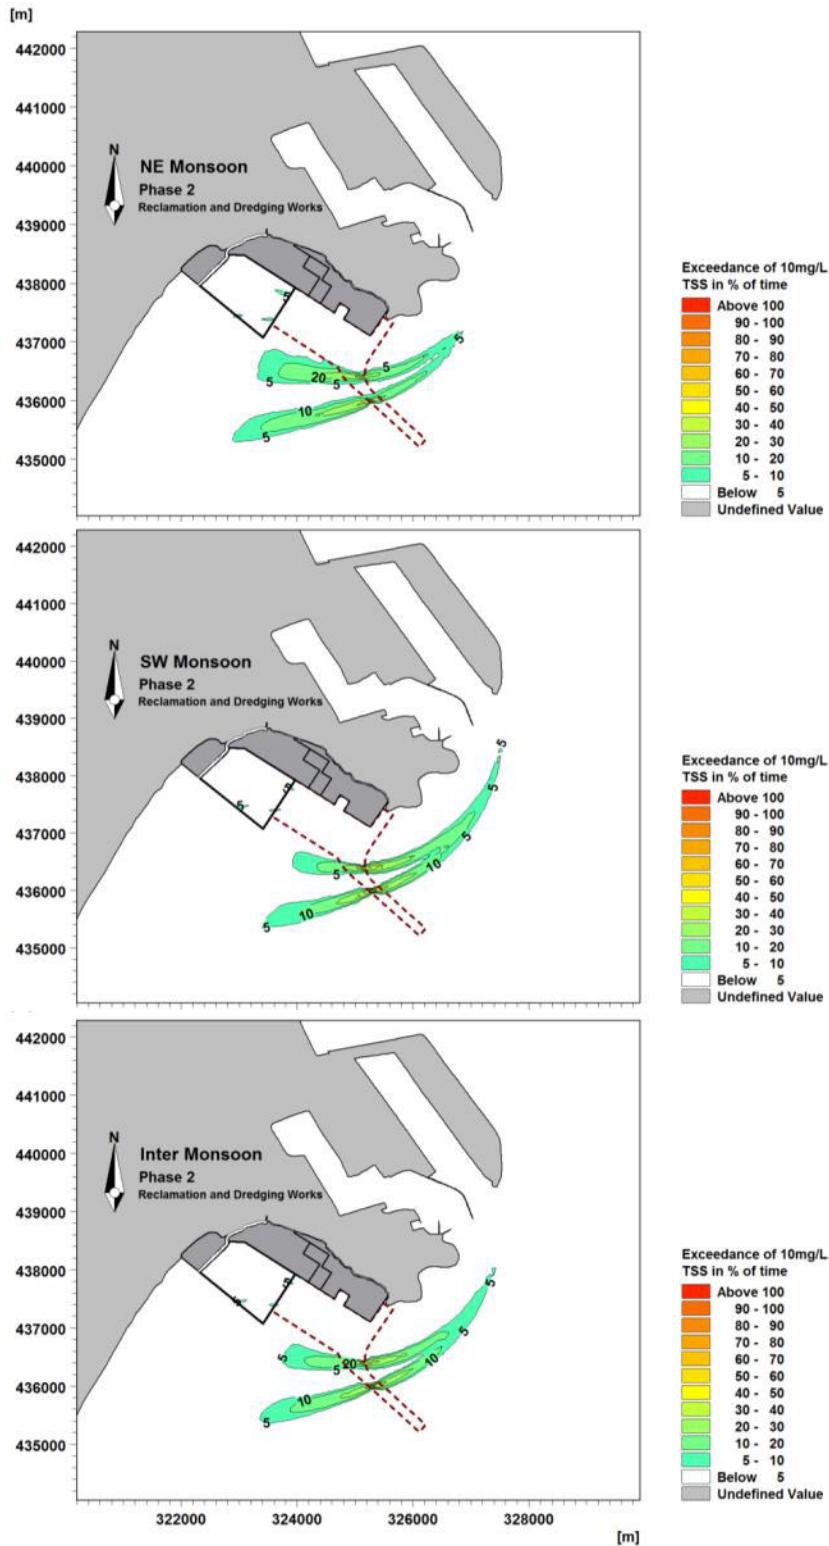 [m]
442000
441000
440000
439000
438000
437000
436000
435000
N
NE Monsoon
Phase 2
Reclamation and Dredging Works
5
5
20
5
5
5
10
5
Exceedance of 10mg/L
TSS in % of time
Above 100
90 - 100
80 - 90
70 - 80
60 - 70
50 - 60
40 - 50
30 - 40
20 - 30
10 - 20
5 - 10
Below 5
Undefined Value
442000
441000
440000
439000
438000
437000
436000
435000
N
SW Monsoon
Phase 2
Reclamation and Dredging Works
5
5
5
5
5
10
10
5
Exceedance of 10mg/L
TSS in % of time
Above 100
90 - 100
80 - 90
70 - 80
60 - 70
50 - 60
40 - 50
30 - 40
20 - 30
10 - 20
5 - 10
Below 5
Undefined Value
442000
441000
440000
439000
438000
437000
436000
435000
N
Inter Monsoon
Phase 2
Reclamation and Dredging Works
5
5
5
5
5
20
5
10
10
5
Exceedance of 10mg/L
TSS in % of time
Above 100
90 - 100
80 - 90
70 - 80
60 - 70
50 - 60
40 - 50
30 - 40
20 - 30
10 - 20
5 - 10
Below 5
Undefined Value
322000 324000 326000 328000
[m]